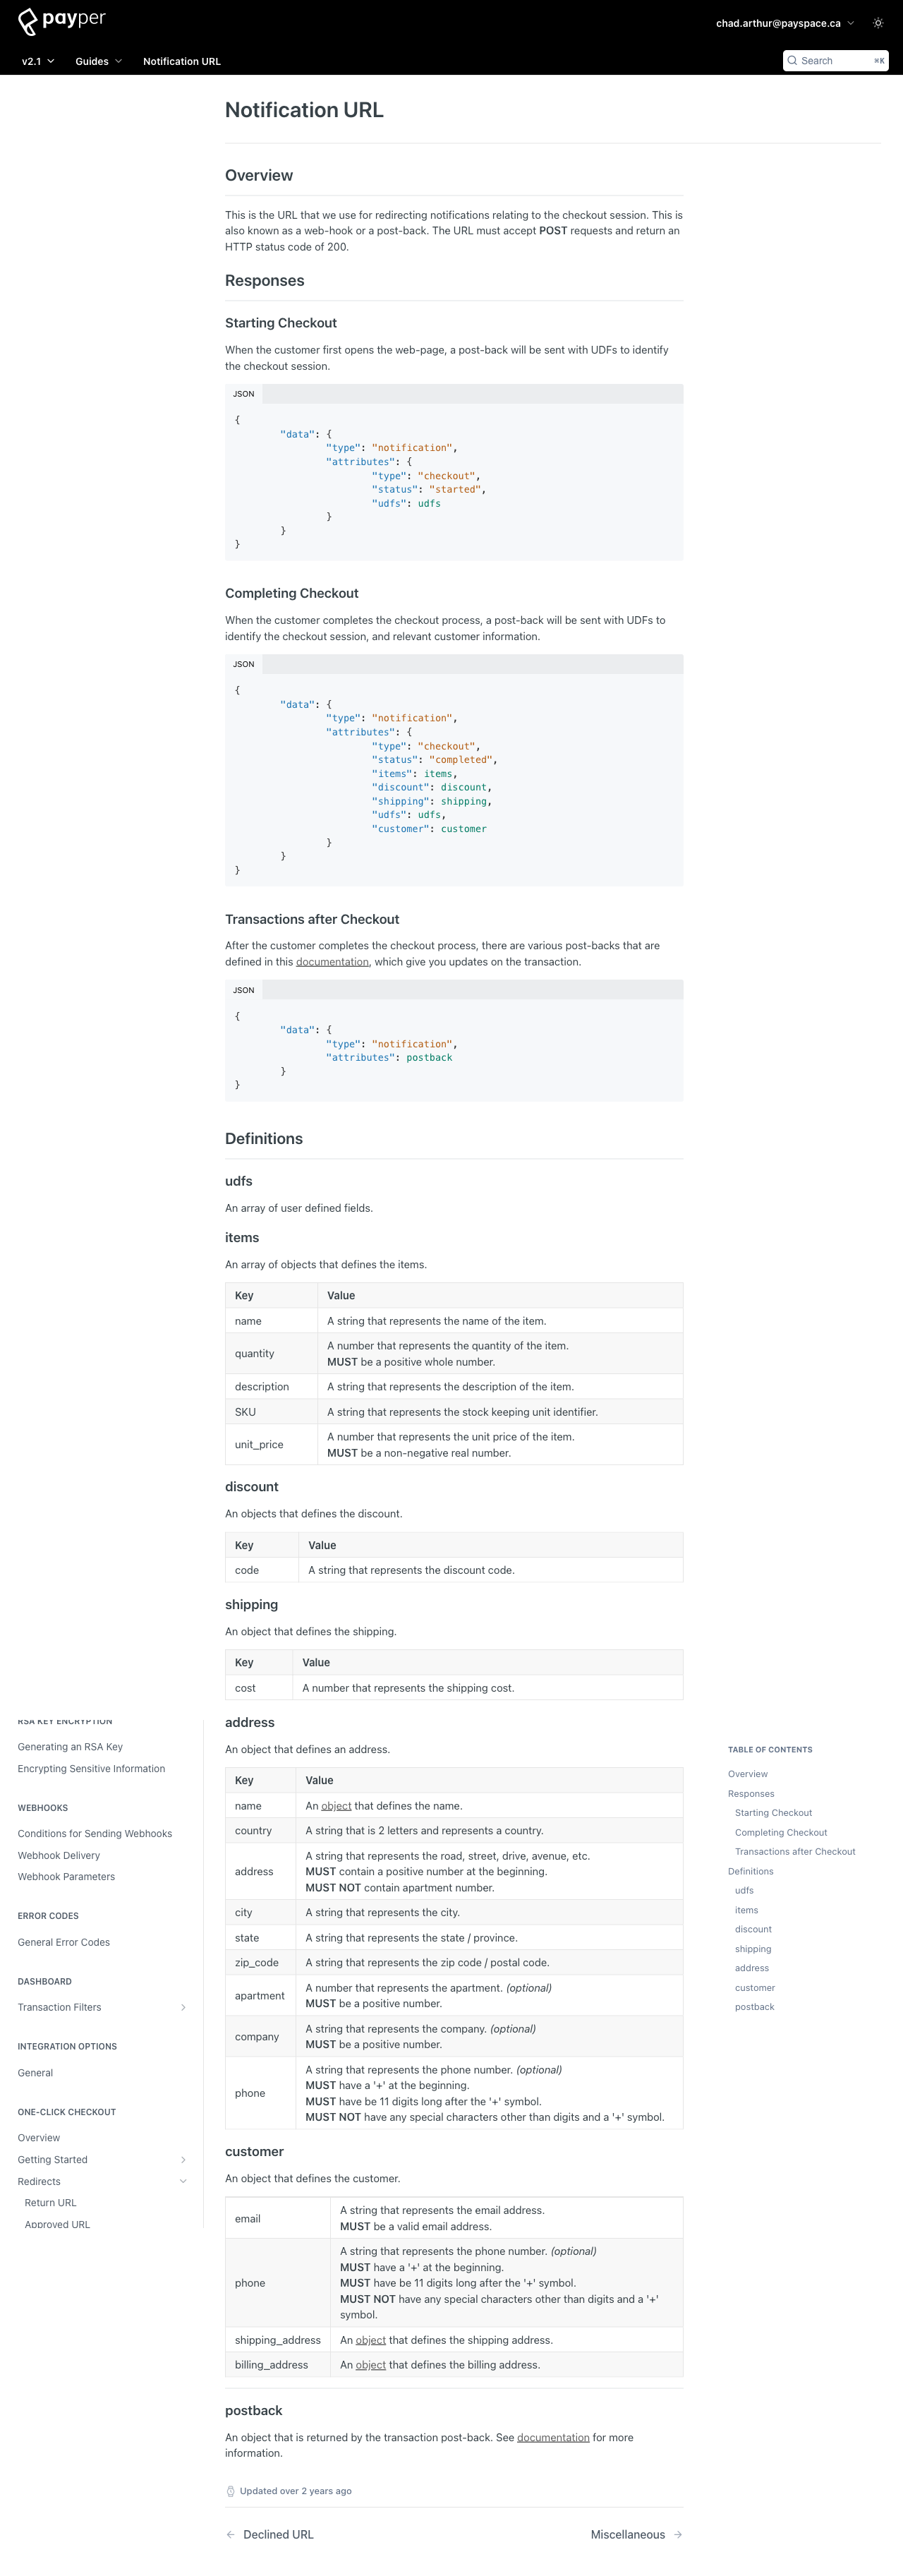 payper
chad.arthur@payspace.ca
v2.1
Guides
Notification URL
Search
⌘K
Notification URL
Overview
This is the URL that we use for redirecting notifications relating to the checkout session. This is
also known as a web-hook or a post-back. The URL must accept POST requests and return an
HTTP status code of 200.
Responses
Starting Checkout
When the customer first opens the web-page, a post-back will be sent with UDFs to identify
the checkout session.
JSON
{
"data": {
"type": "notification",
"attributes": {
"type": "checkout",
"status": "started",
"udfs": udfs
}
}
}
Completing Checkout
When the customer completes the checkout process, a post-back will be sent with UDFs to
identify the checkout session, and relevant customer information.
JSON
{
"data": {
"type": "notification",
"attributes": {
"type": "checkout",
"status": "completed",
"items": items,
"discount": discount,
"shipping": shipping,
"udfs": udfs,
"customer": customer
}
}
}
Transactions after Checkout
After the customer completes the checkout process, there are various post-backs that are
defined in this documentation, which give you updates on the transaction.
JSON
{
"data": {
"type": "notification",
"attributes": postback
}
}
Definitions
udfs
An array of user defined fields.
items
An array of objects that defines the items.
Key Value
name A string that represents the name of the item.
quantity A number that represents the quantity of the item.
MUST be a positive whole number.
description A string that represents the description of the item.
SKU A string that represents the stock keeping unit identifier.
unit_price A number that represents the unit price of the item.
MUST be a non-negative real number.
discount
An objects that defines the discount.
Key Value
code A string that represents the discount code.
shipping
An object that defines the shipping.
Key Value
cost A number that represents the shipping cost.
address
An object that defines an address.
Key Value
name An object that defines the name.
country A string that is 2 letters and represents a country.
address A string that represents the road, street, drive, avenue, etc.
MUST contain a positive number at the beginning.
MUST NOT contain apartment number.
city A string that represents the city.
state A string that represents the state / province.
zip_code A string that represents the zip code / postal code.
apartment A number that represents the apartment. (optional)
MUST be a positive number.
company A string that represents the company. (optional)
MUST be a positive number.
phone A string that represents the phone number. (optional)
MUST have a '+' at the beginning.
MUST have be 11 digits long after the '+' symbol.
MUST NOT have any special characters other than digits and a '+' symbol.
customer
An object that defines the customer.
email A string that represents the email address.
MUST be a valid email address.
phone A string that represents the phone number. (optional)
MUST have a '+' at the beginning.
MUST have be 11 digits long after the '+' symbol.
MUST NOT have any special characters other than digits and a '+'
symbol.
shipping_address An object that defines the shipping address.
billing_address An object that defines the billing address.
postback
An object that is returned by the transaction post-back. See documentation for more
information.
Updated over 2 years ago
← Declined URL
Miscellaneous →
RSA KEY ENCRYPTION
Generating an RSA Key
Encrypting Sensitive Information
WEBHOOKS
Conditions for Sending Webhooks
Webhook Delivery
Webhook Parameters
ERROR CODES
General Error Codes
DASHBOARD
Transaction Filters
INTEGRATION OPTIONS
General
ONE-CLICK CHECKOUT
Overview
Getting Started
Redirects
Return URL
Approved URL
TABLE OF CONTENTS
Overview
Responses
Starting Checkout
Completing Checkout
Transactions after Checkout
Definitions
udfs
items
discount
shipping
address
customer
postback